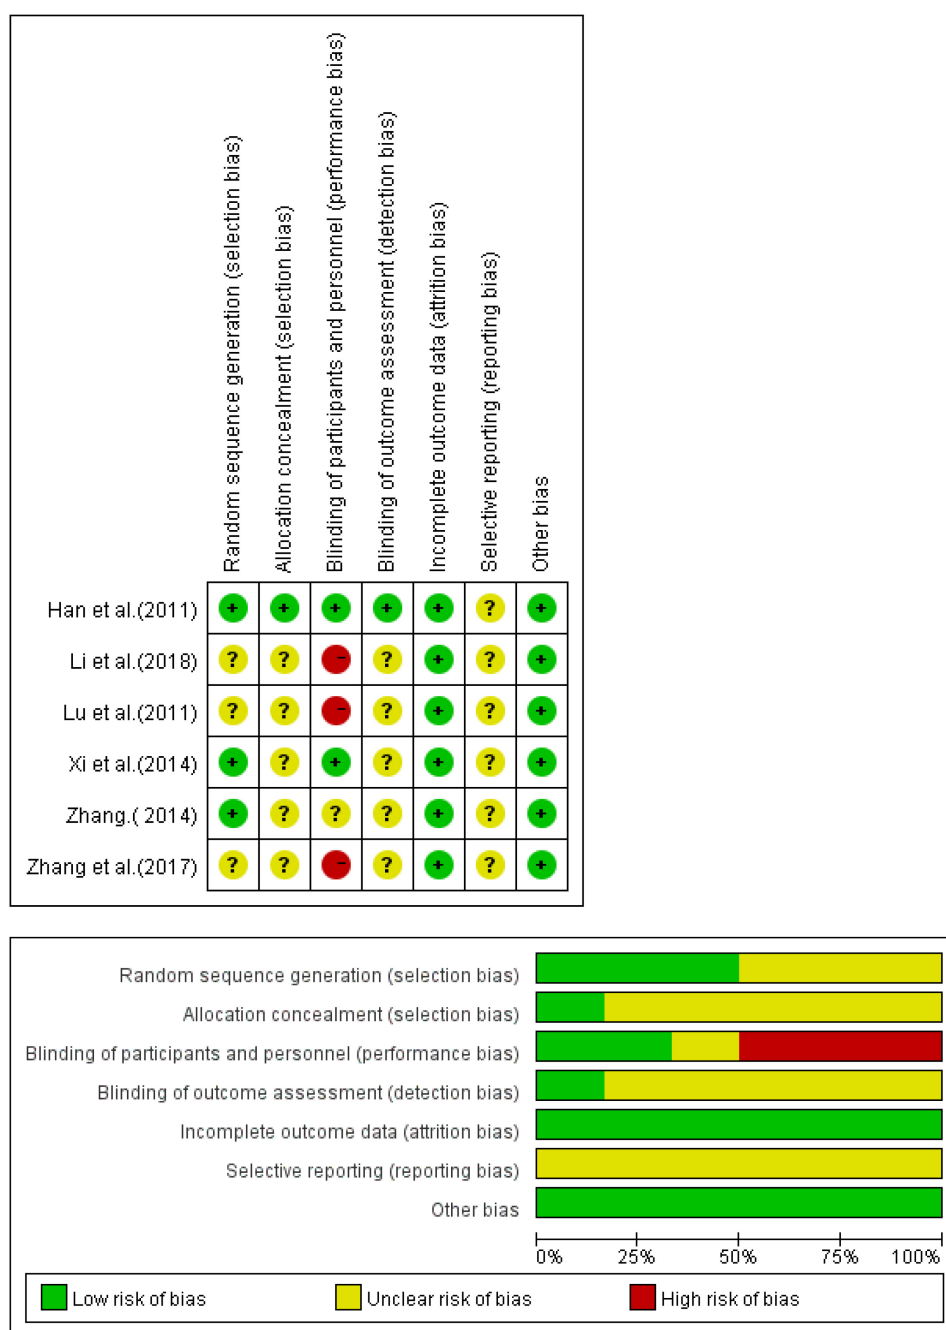 Random sequence generation (selection bias)
Allocation concealment (selection bias)
Blinding of participants and personnel (performance bias)
Blinding of outcome assessment (detection bias)
Incomplete outcome data (attrition bias)
Selective reporting (reporting bias)
Other bias
Han et al.(2011) + + + + + ? +
Li et al.(2018) ? ? - ? + ? +
Lu et al.(2011) ? ? - ? + ? +
Xi et al.(2014) + ? + ? + ? +
Zhang.( 2014) + ? ? ? + ? +
Zhang et al.(2017) ? ? - ? + ? +
Random sequence generation (selection bias)
Allocation concealment (selection bias)
Blinding of participants and personnel (performance bias)
Blinding of outcome assessment (detection bias)
Incomplete outcome data (attrition bias)
Selective reporting (reporting bias)
Other bias
0% 25% 50% 75% 100%
Low risk of bias Unclear risk of bias High risk of bias